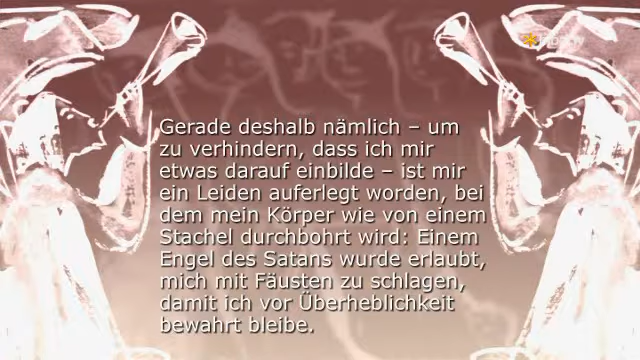 Gerade deshalb nämlich – um
zu verhindern, dass ich mir
etwas darauf einbilde – ist mir
ein Leiden auferlegt worden, bei
dem mein Körper wie von einem
Stachel durchbohrt wird: Einem
Engel des Satans wurde erlaubt,
mich mit Fäusten zu schlagen,
damit ich vor Überheblichkeit
bewahrt bleibe.